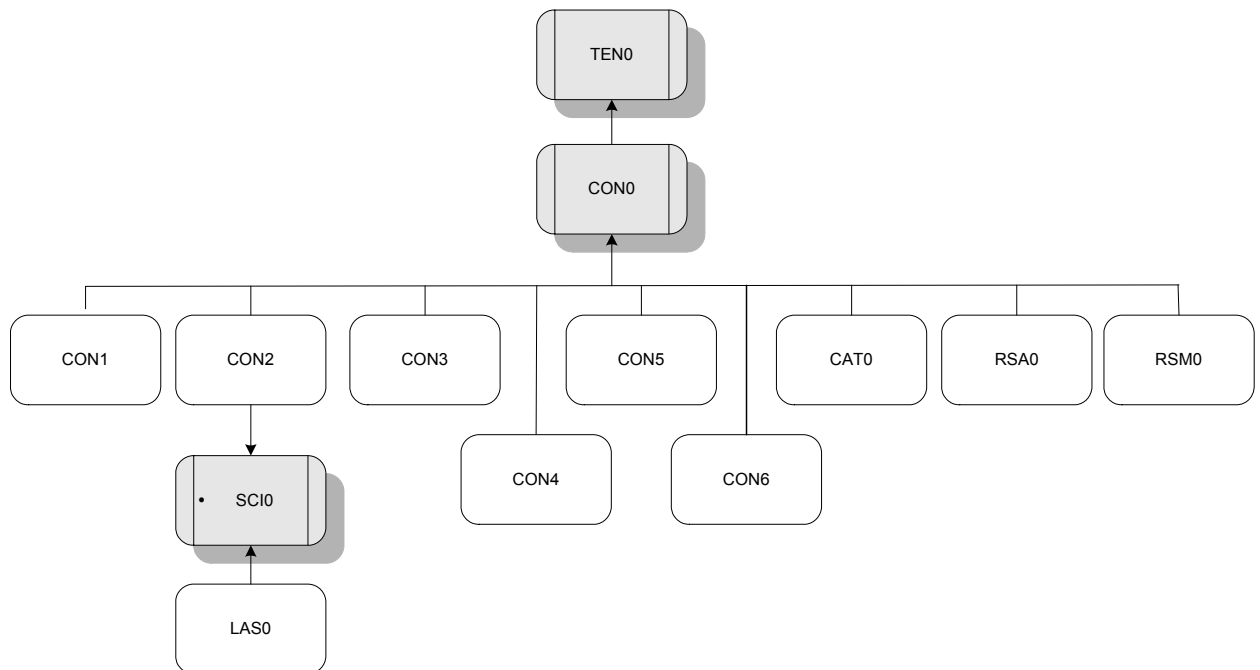 TEN0
CON0
CON1
CON2
CON3
CON5
CAT0
RSA0
RSM0
CON4
CON6
SCI0
LAS0